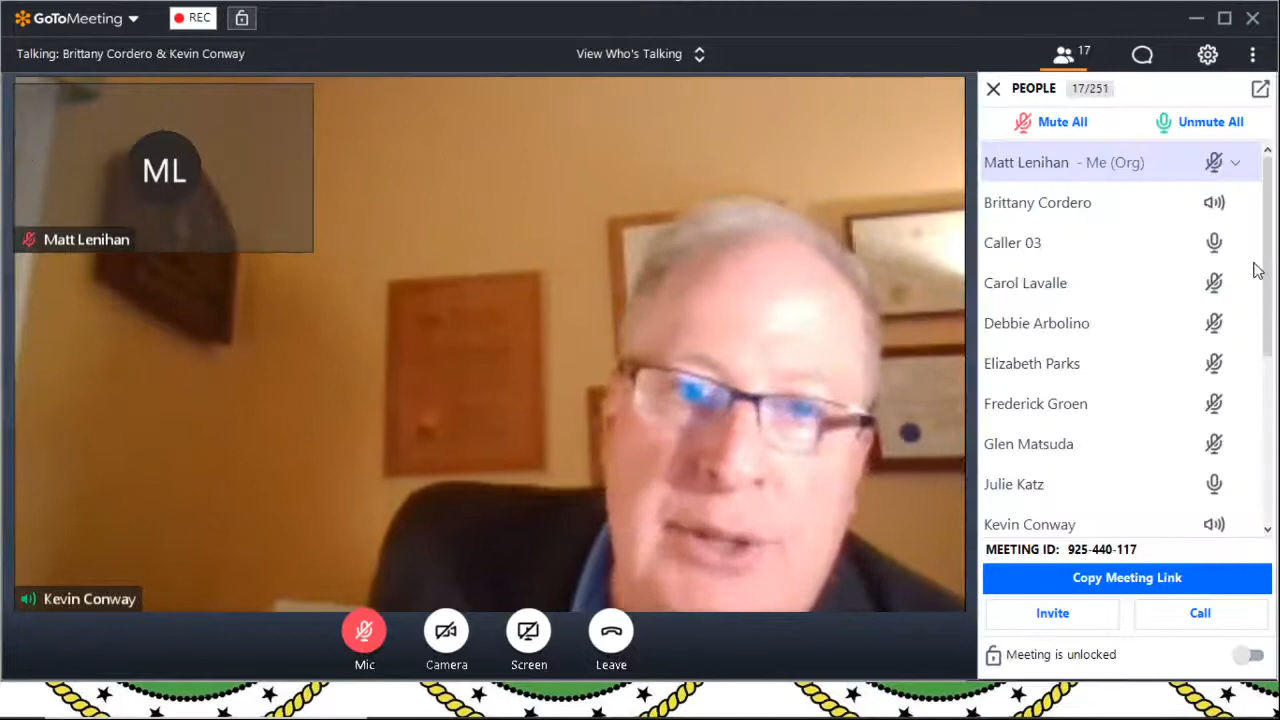 GoToMeeting
REC
Talking: Brittany Cordero & Kevin Conway
View Who's Talking
17
PEOPLE 17/251
Mute All
Unmute All
Matt Lenihan - Me (Org)
Brittany Cordero
Caller 03
Carol Lavalle
Debbie Arbolino
Elizabeth Parks
Frederick Groen
Glen Matsuda
Julie Katz
Kevin Conway
MEETING ID: 925-440-117
Copy Meeting Link
Invite
Call
Meeting is unlocked
ML
Matt Lenihan
Kevin Conway
Mic
Camera
Screen
Leave